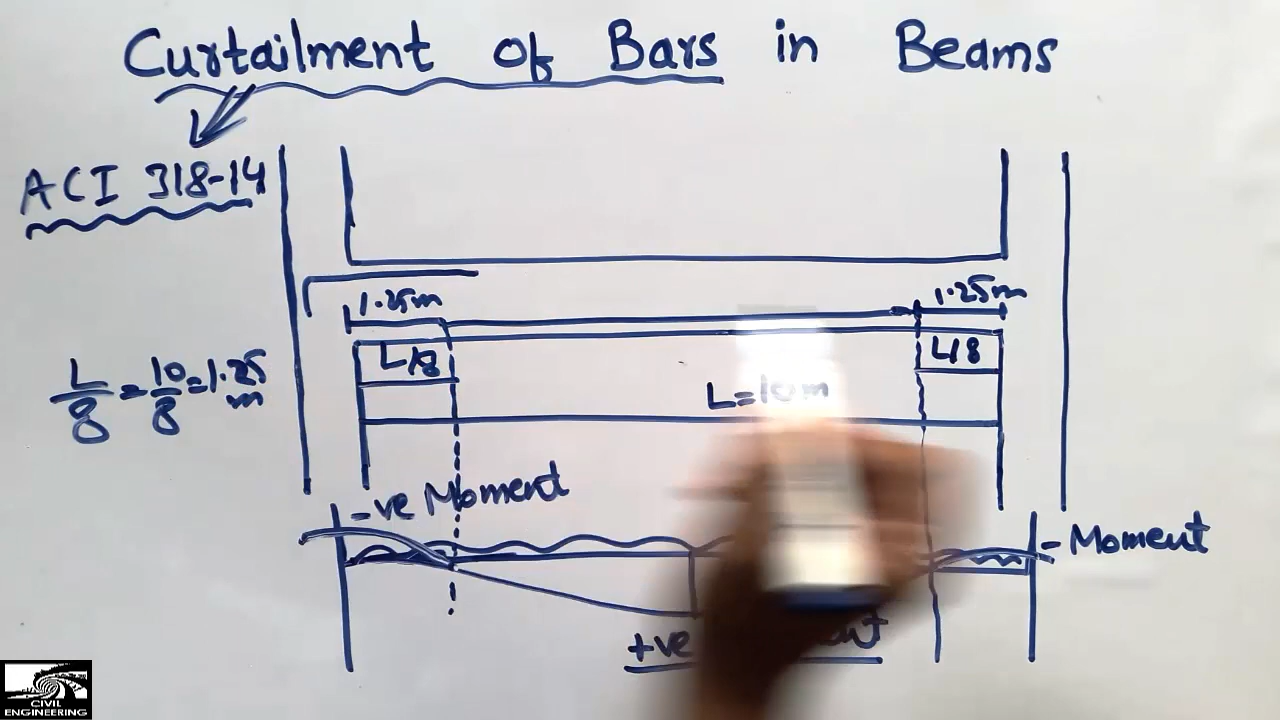 Curtailment of Bars in Beams
ACI 318-14
1.25m
1.25m
L/8
L/8
L=10m
L/8=10/8=1.25
m
-ve Moment
- Moment
+ve
CIVIL
ENGINEERING